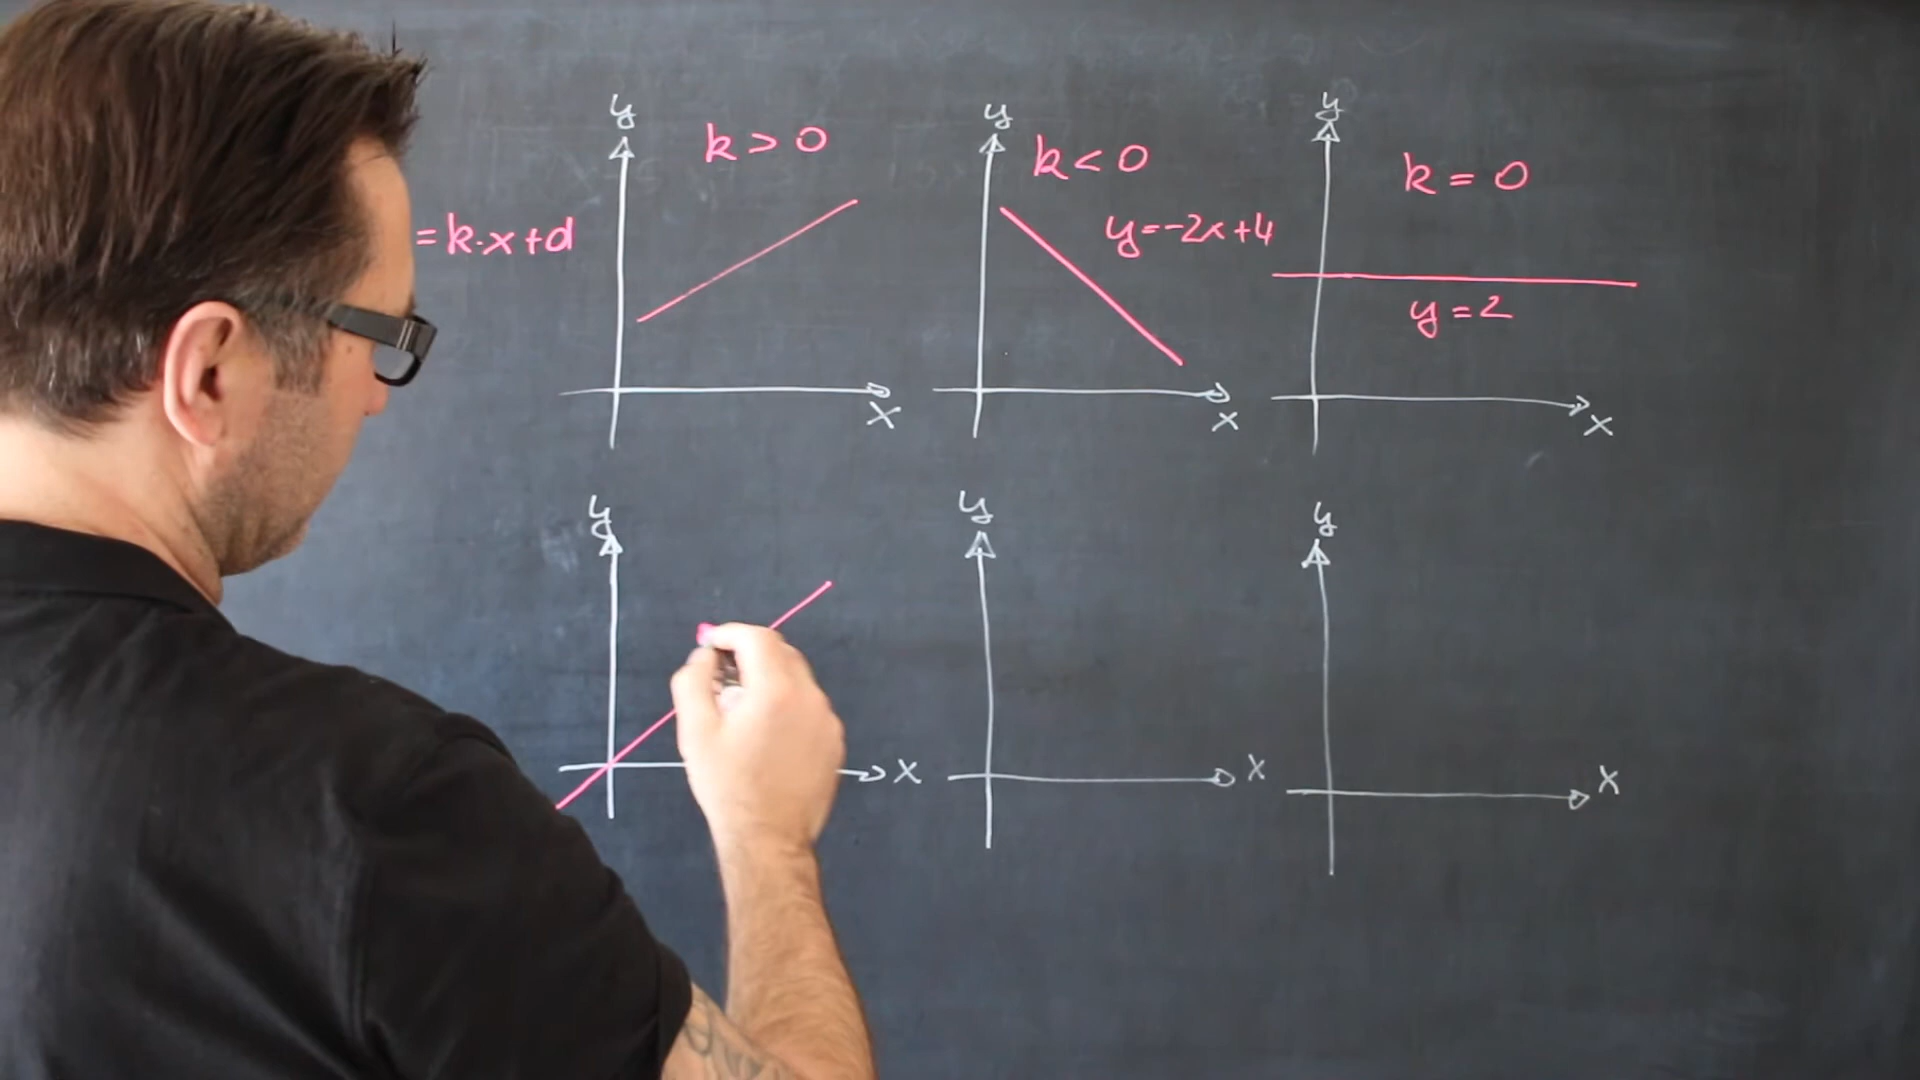 = k·x+d
y
k > 0
x
y
k < 0
y=-2x+4
x
y
k = 0
y = 2
x
y
x
y
x
y
x